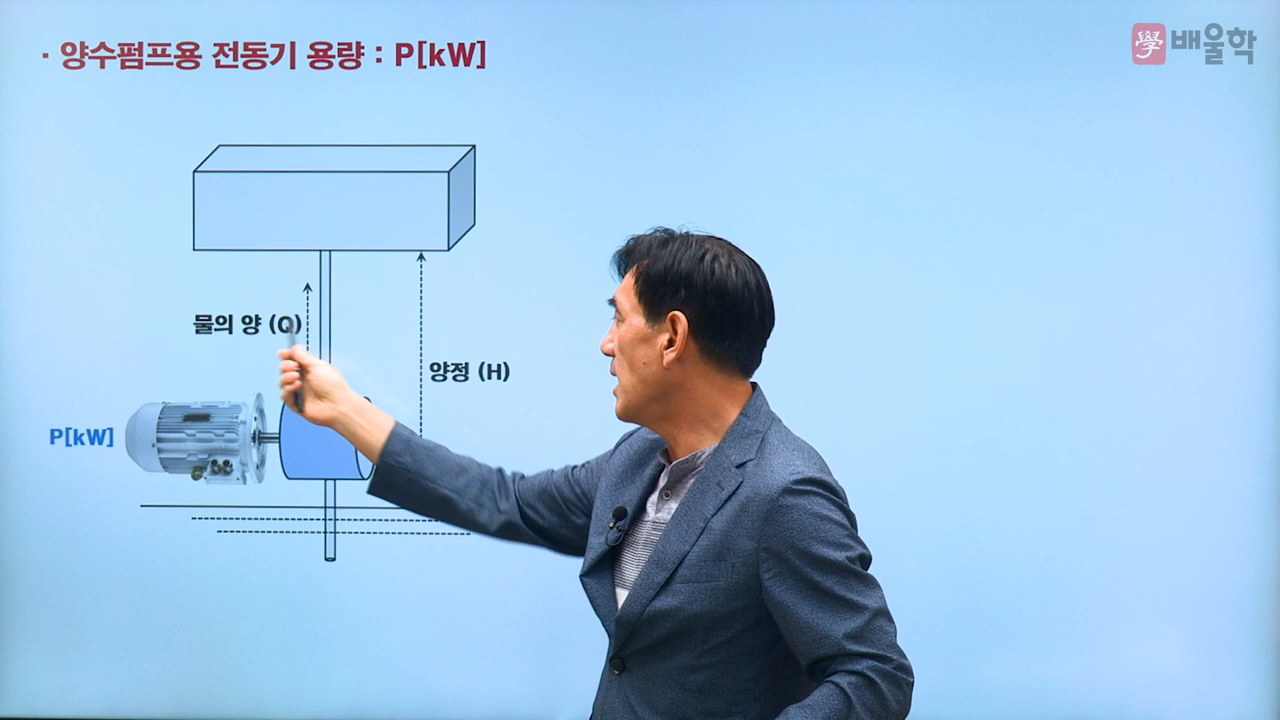 · 양수펌프용 전동기 용량 : P[kW]
學 배울학
물의 양 (Q)
양정 (H)
P[kW]